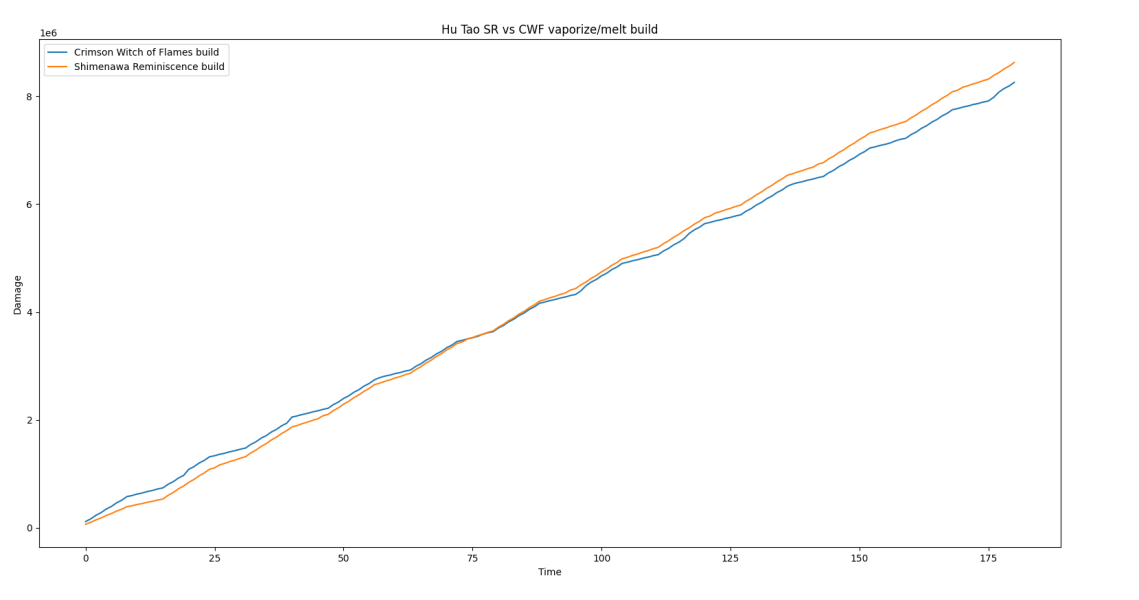 Hu Tao SR vs CWF vaporize/melt build
1e6
Crimson Witch of Flames build
Shimenawa Reminiscence build
8
6
4
2
0
Damage
0 25 50 75 100 125 150 175
Time